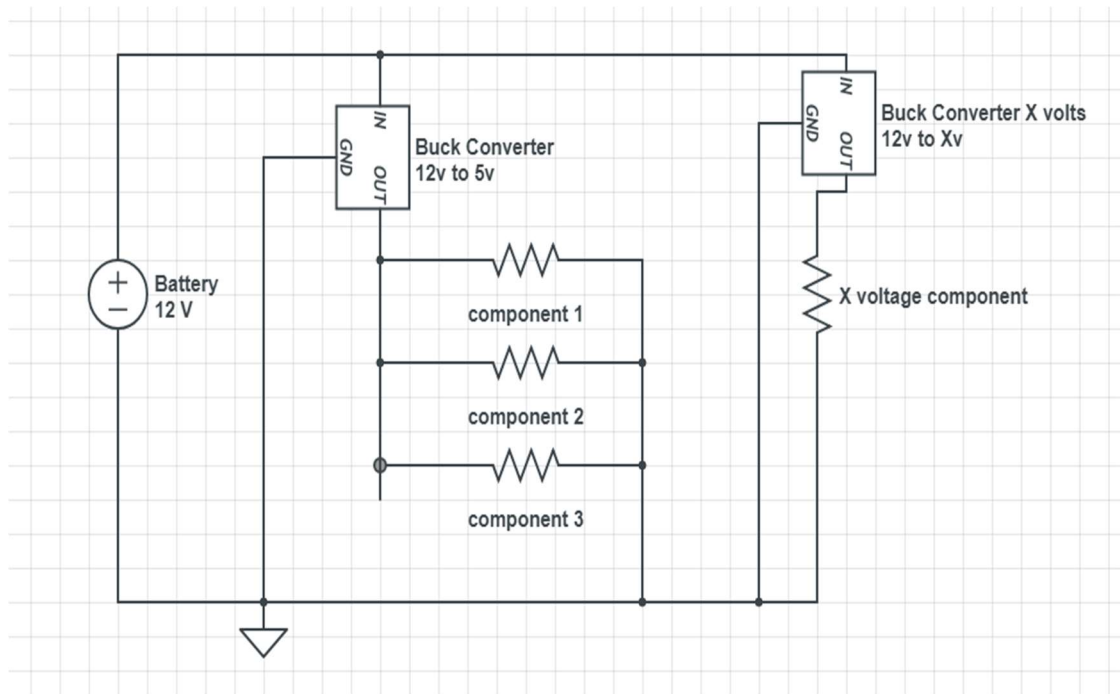 IN
GND
OUT
Buck Converter
12v to 5v
IN
GND
OUT
Buck Converter X volts
12v to Xv
+
−
Battery
12 V
component 1
X voltage component
component 2
component 3